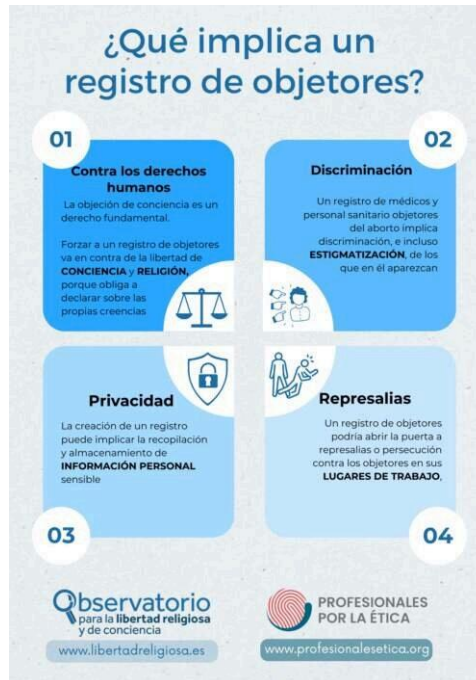 ¿Qué implica un
registro de objetores?
01
Contra los derechos
humanos
La objeción de conciencia es un
derecho fundamental.
Forzar a un registro de objetores
va en contra de la libertad de
CONCIENCIA y RELIGIÓN,
porque obliga a
declarar sobre las
propias creencias
02
Discriminación
Un registro de médicos y
personal sanitario objetores
del aborto implica
discriminación, e incluso
ESTIGMATIZACIÓN, de los
que en él aparezcan
Privacidad
La creación de un registro
puede implicar la recopilación
y almacenamiento de
INFORMACIÓN PERSONAL
sensible
03
Represalias
Un registro de objetores
podría abrir la puerta a
represalias o persecución
contra los objetores en sus
LUGARES DE TRABAJO,
04
Observatorio
para la libertad religiosa
y de conciencia
www.libertadreligiosa.es
PROFESIONALES
POR LA ÉTICA
www.profesionalesetica.org